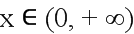 x ∈ (0, + ∞)